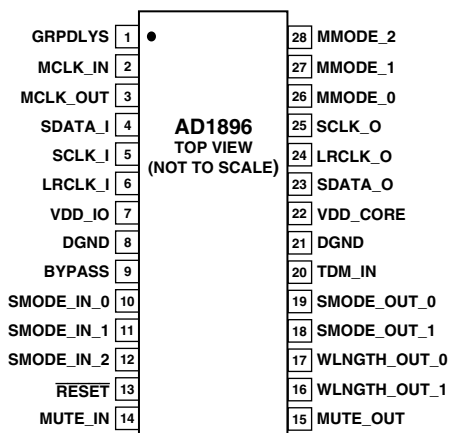 GRPDLYS 1
MCLK_IN 2
MCLK_OUT 3
SDATA_I 4
SCLK_I 5
LRCLK_I 6
VDD_IO 7
DGND 8
BYPASS 9
SMODE_IN_0 10
SMODE_IN_1 11
SMODE_IN_2 12
RESET 13
MUTE_IN 14
AD1896
TOP VIEW
(NOT TO SCALE)
28 MMODE_2
27 MMODE_1
26 MMODE_0
25 SCLK_O
24 LRCLK_O
23 SDATA_O
22 VDD_CORE
21 DGND
20 TDM_IN
19 SMODE_OUT_0
18 SMODE_OUT_1
17 WLNGTH_OUT_0
16 WLNGTH_OUT_1
15 MUTE_OUT